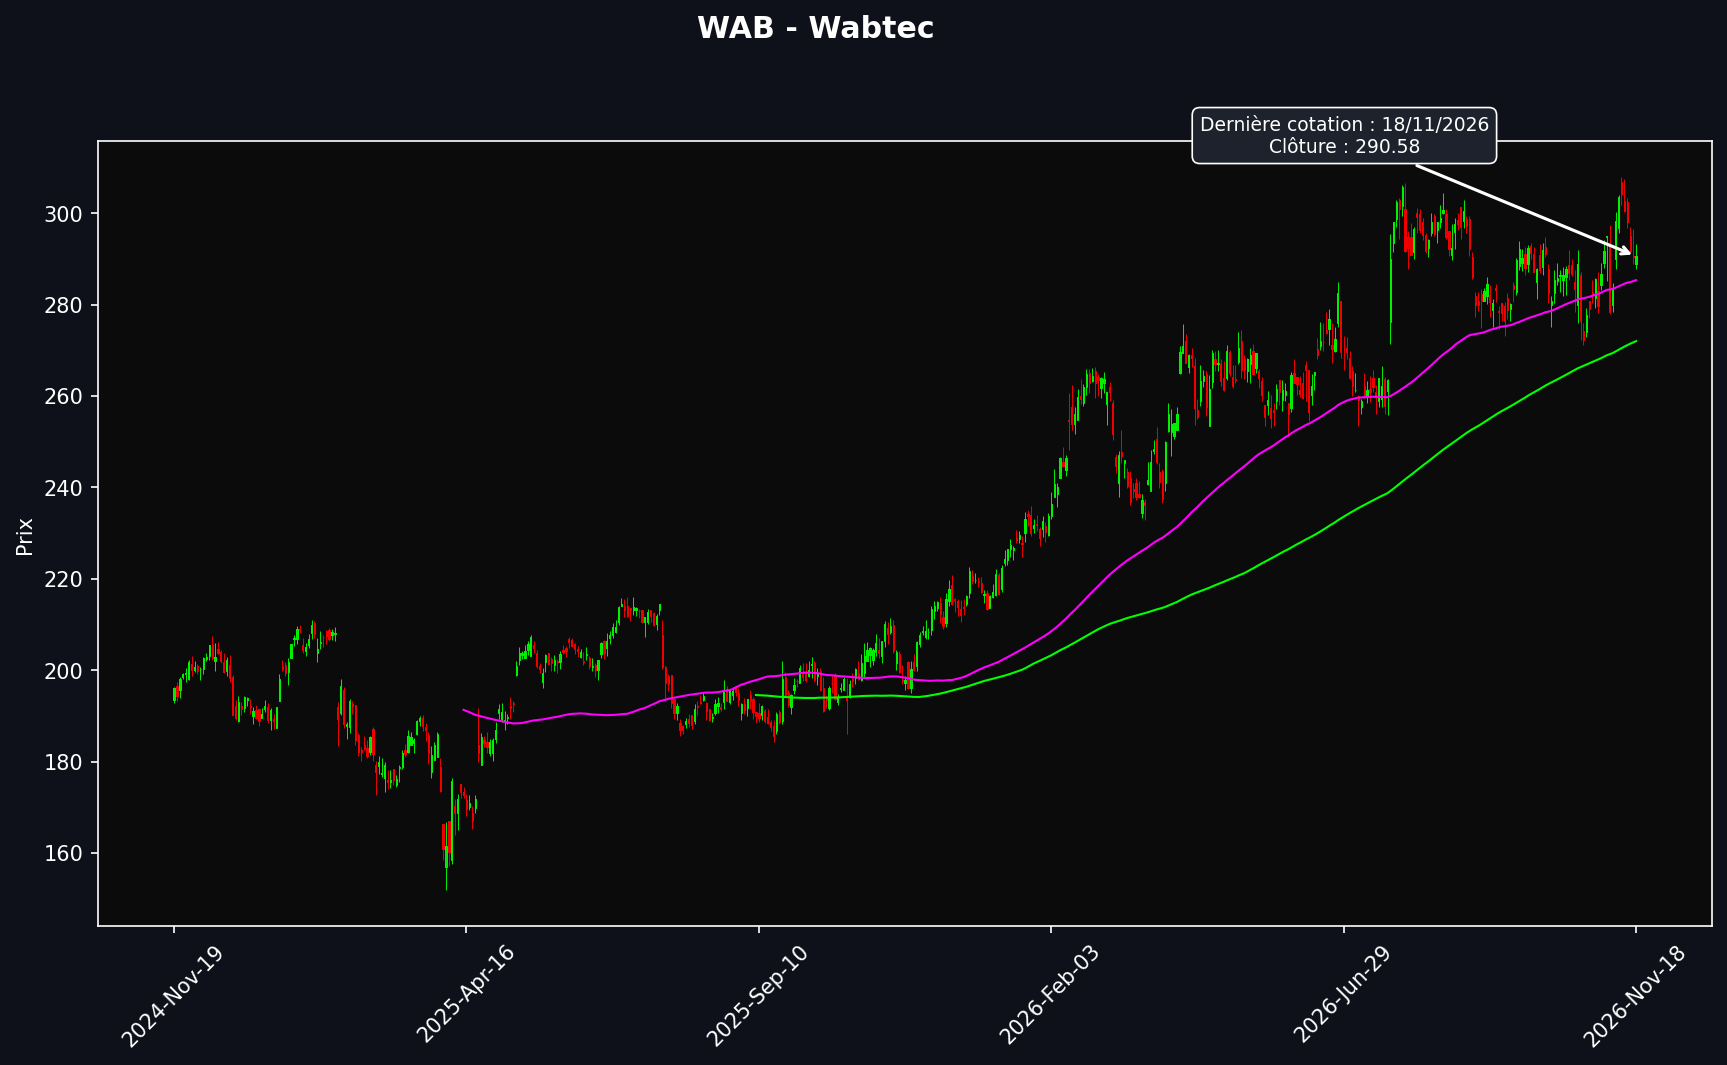 WAB - Wabtec
Dernière cotation : 18/11/2026
Clôture : 290.58
Prix
300
280
260
240
220
200
180
160
2024-Nov-19
2025-Apr-16
2025-Sep-10
2026-Feb-03
2026-Jun-29
2026-Nov-18